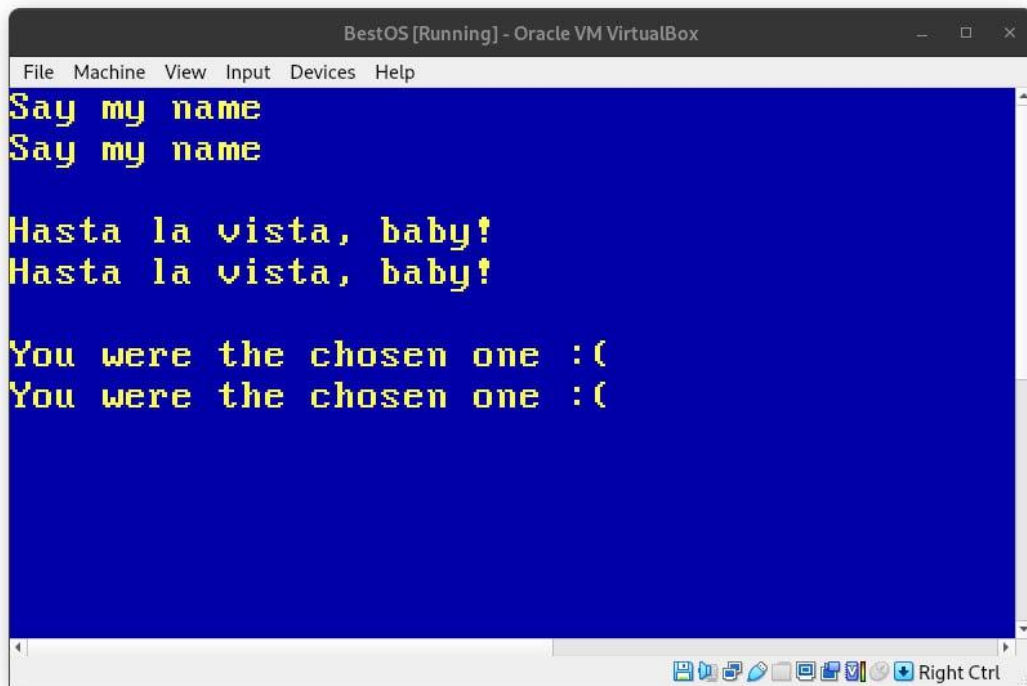 BestOS [Running] - Oracle VM VirtualBox
File Machine View Input Devices Help
Say my name
Say my name
Hasta la vista, baby!
Hasta la vista, baby!
You were the chosen one :(
You were the chosen one :(
Right Ctrl